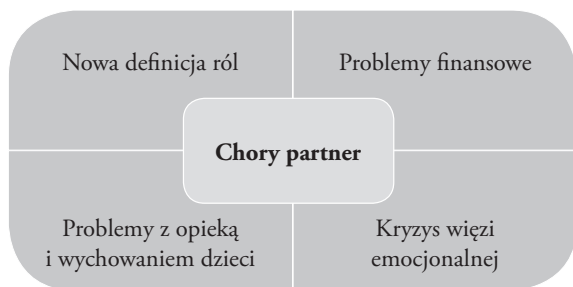 Nowa definicja ról
Problemy finansowe
Chory partner
Problemy z opieką
i wychowaniem dzieci
Kryzys więzi
emocjonalnej